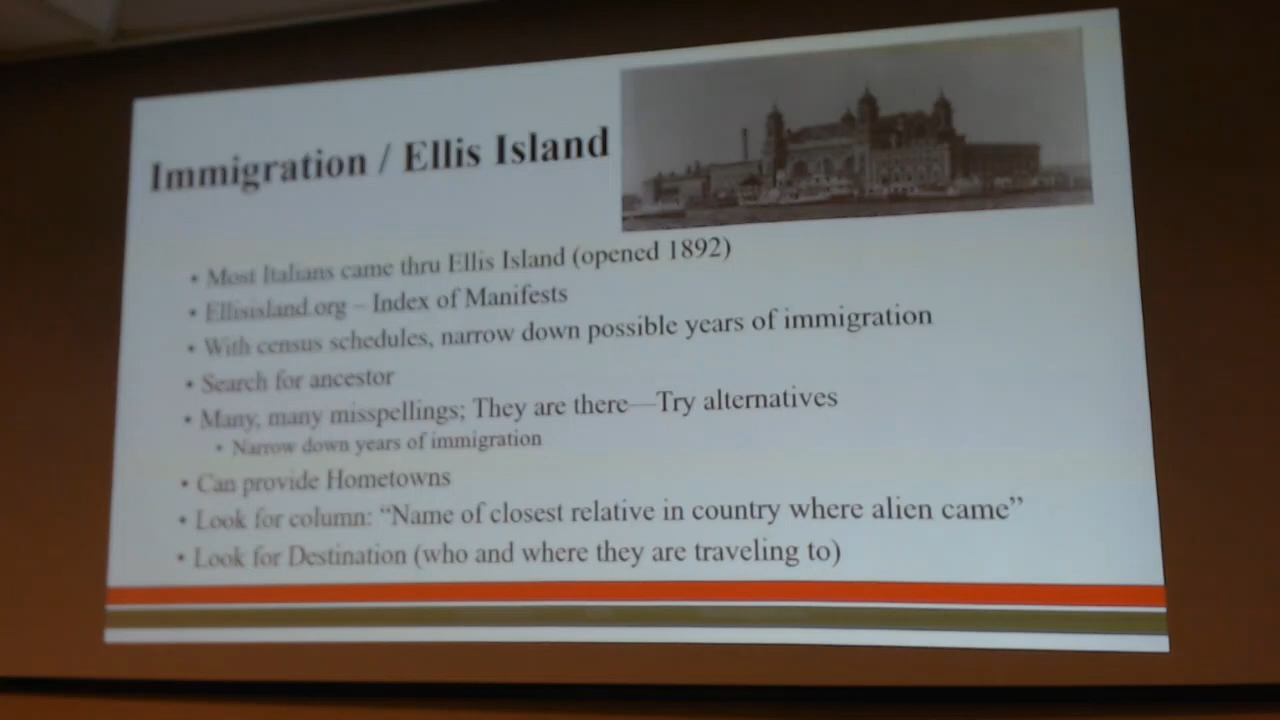 Immigration / Ellis Island
• Most Italians came thru Ellis Island (opened 1892)
• Ellisisland.org – Index of Manifests
• With census schedules, narrow down possible years of immigration
• Search for ancestor
• Many, many misspellings; They are there—Try alternatives
• Narrow down years of immigration
• Can provide Hometowns
• Look for column: “Name of closest relative in country where alien came”
• Look for Destination (who and where they are traveling to)